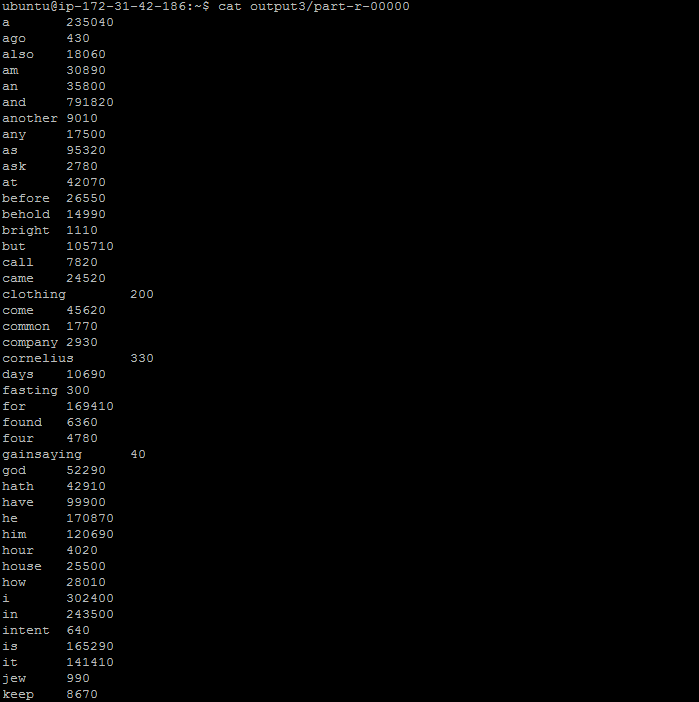 ubuntu@ip-172-31-42-186:~$ cat output3/part-r-00000
a 235040
ago 430
also 18060
am 30890
an 35800
and 791820
another 9010
any 17500
as 95320
ask 2780
at 42070
before 26550
behold 14990
bright 1110
but 105710
call 7820
came 24520
clothing 200
come 45620
common 1770
company 2930
cornelius 330
days 10690
fasting 300
for 169410
found 6360
four 4780
gainsaying 40
god 52290
hath 42910
have 99900
he 170870
him 120690
hour 4020
house 25500
how 28010
i 302400
in 243500
intent 640
is 165290
it 141410
jew 990
keep 8670